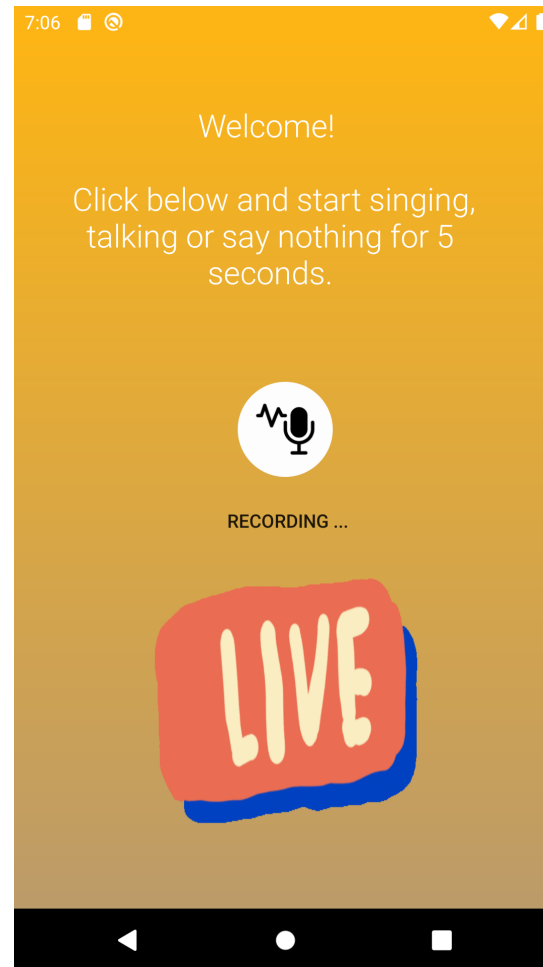 7:06
Welcome!
Click below and start singing,
talking or say nothing for 5
seconds.
RECORDING ...
LIVE